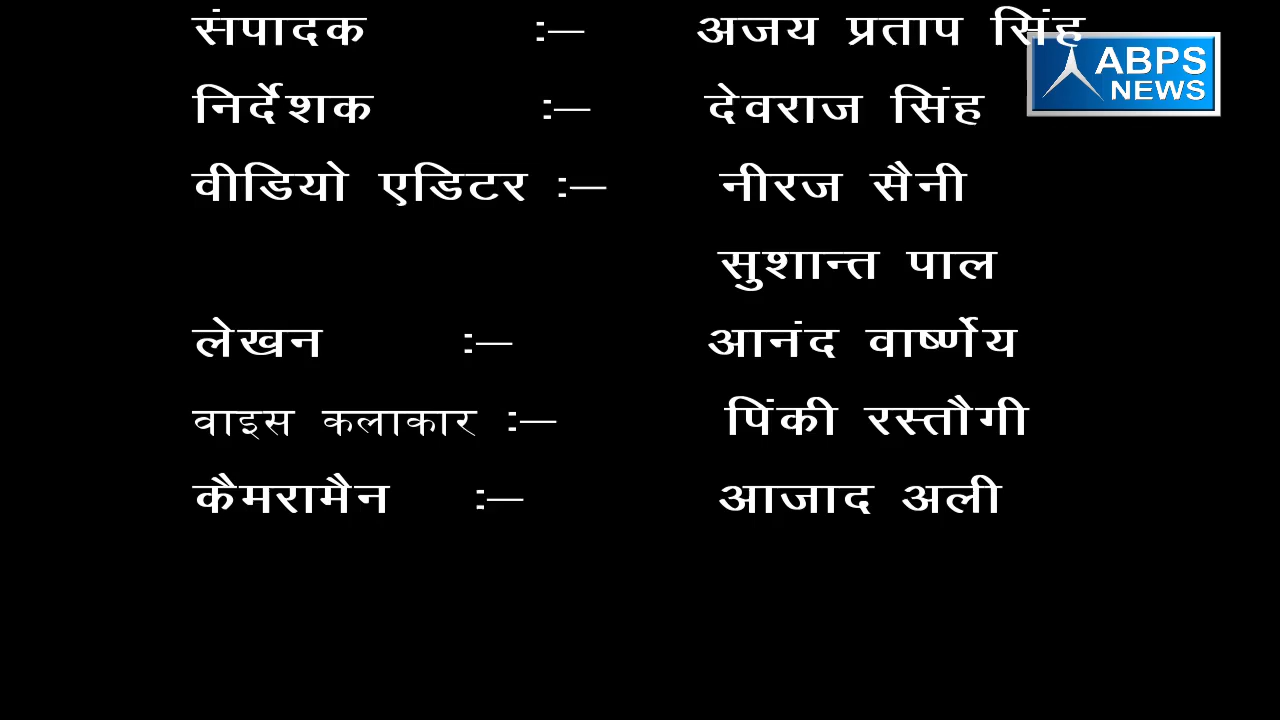 संपादक :— अजय प्रताप सिंह
ABPS
NEWS
निर्देशक :— देवराज सिंह
वीडियो एडिटर :— नीरज सैनी
सुशान्त पाल
लेखन :— आनंद वार्ष्णेय
वाइस कलाकार :— पिंकी रस्तौगी
कैमरामैन :— आजाद अली